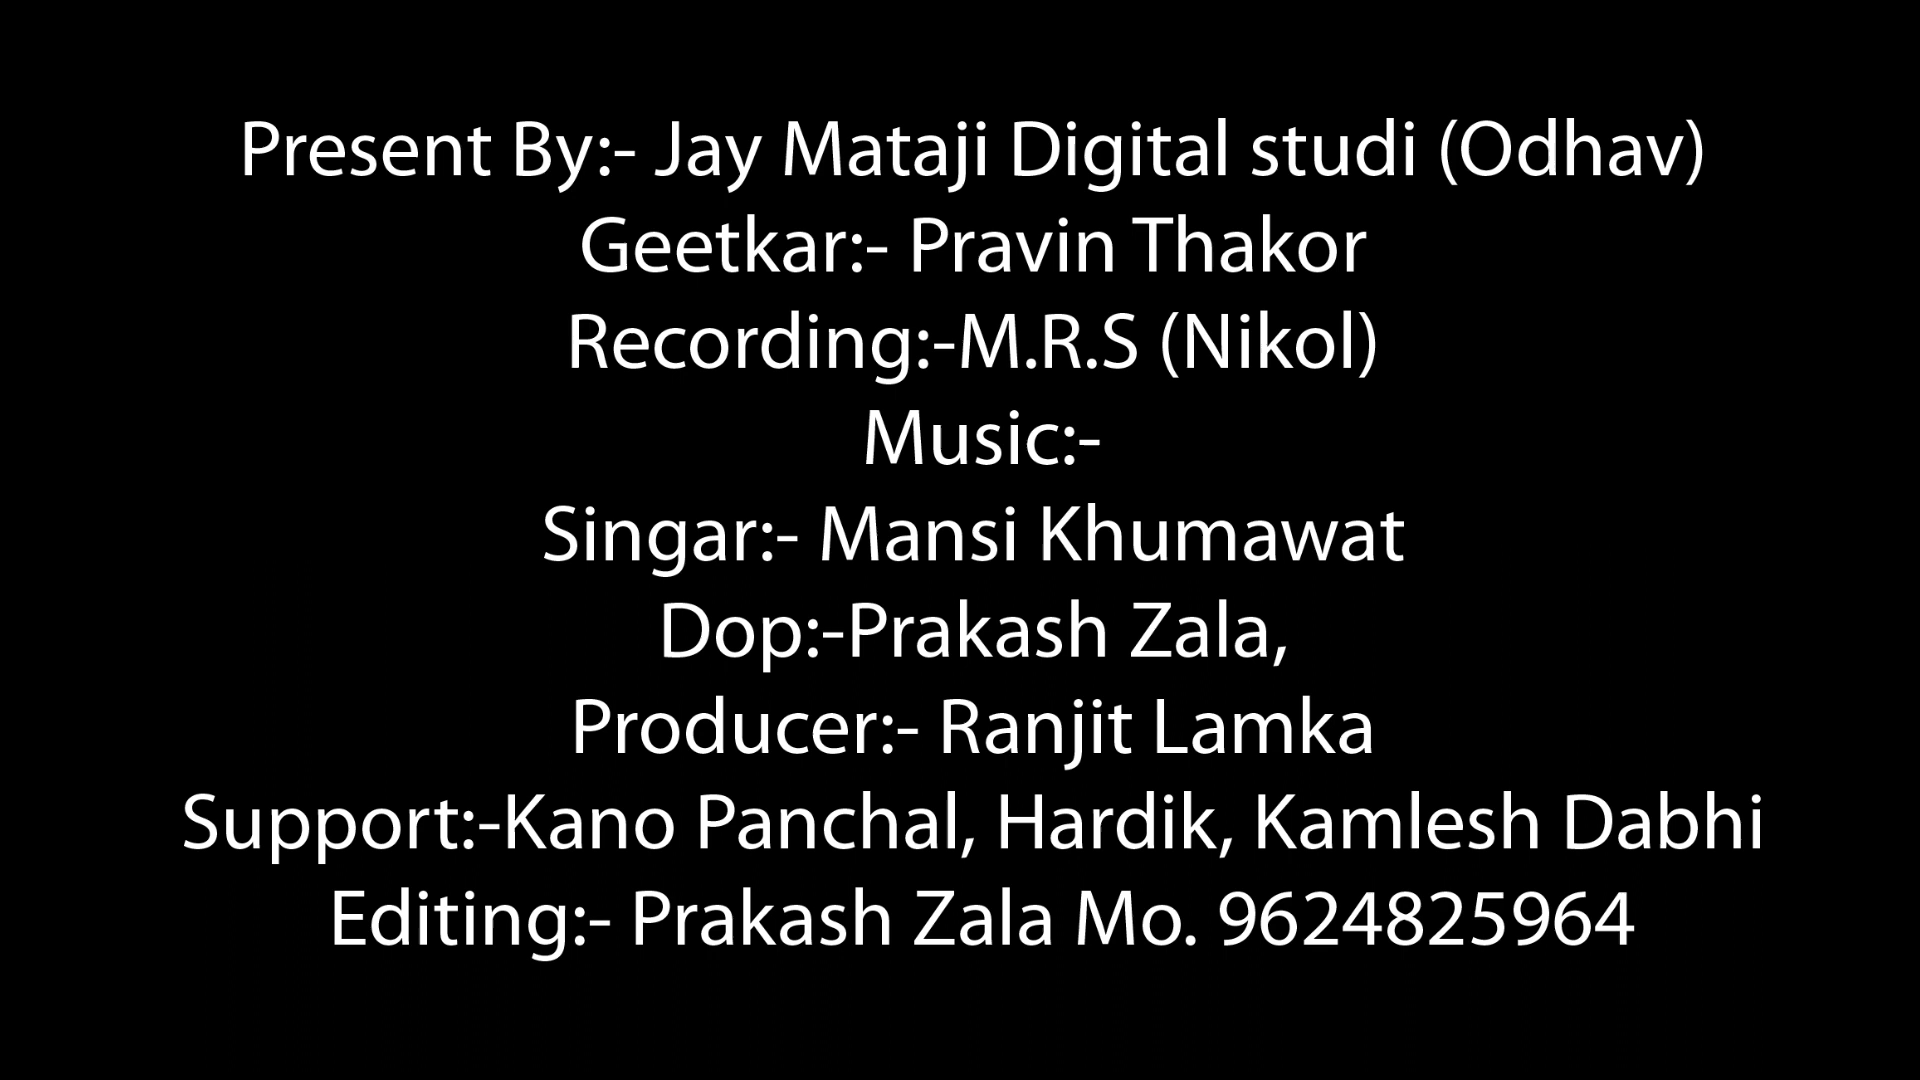 Present By:- Jay Mataji Digital studi (Odhav)
Geetkar:- Pravin Thakor
Recording:-M.R.S (Nikol)
Music:-
Singar:- Mansi Khumawat
Dop:-Prakash Zala,
Producer:- Ranjit Lamka
Support:-Kano Panchal, Hardik, Kamlesh Dabhi
Editing:- Prakash Zala Mo. 9624825964